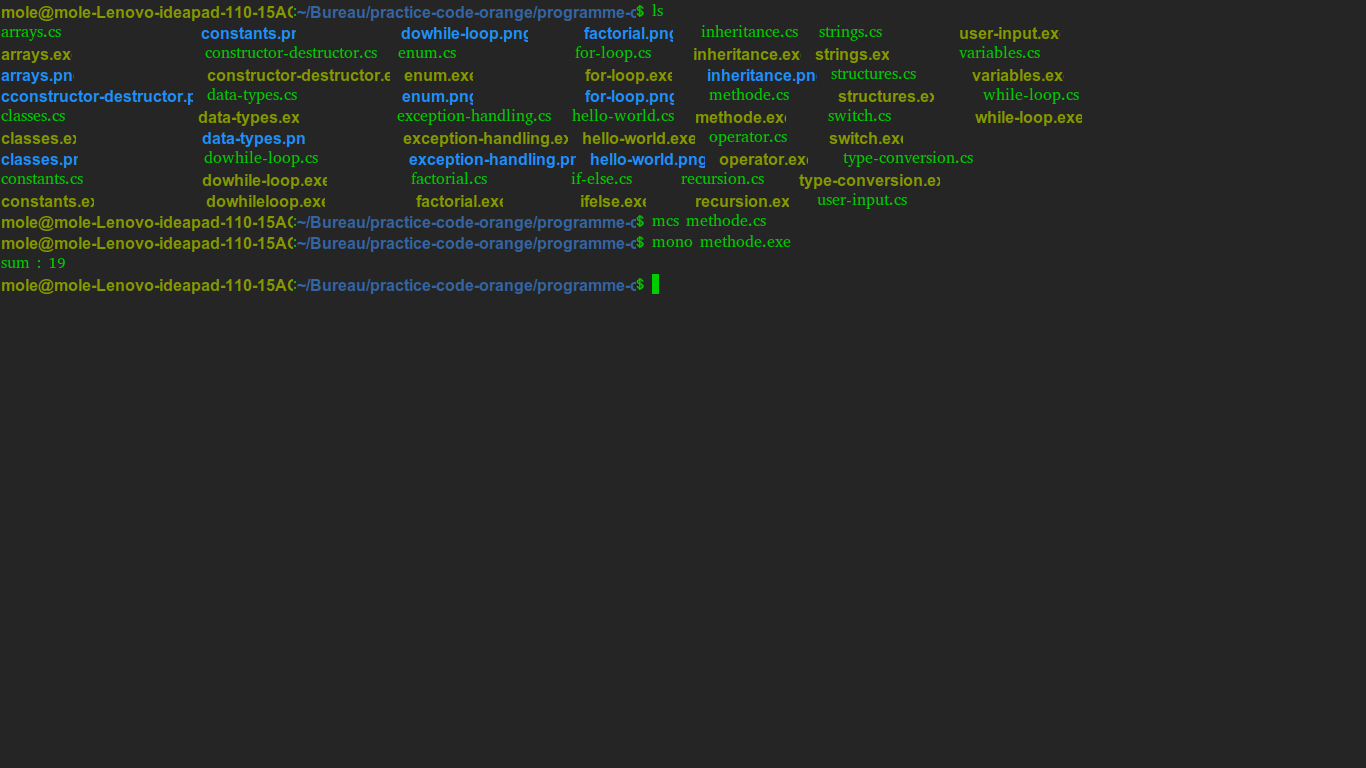 mole@mole-Lenovo-ideapad-110-15AC:~/Bureau/practice-code-orange/programme-c$ ls
arrays.cs constants.pn dowhile-loop.png factorial.png inheritance.cs strings.cs user-input.ex
arrays.exe constructor-destructor.cs enum.cs for-loop.cs inheritance.exe strings.ex variables.cs
arrays.png constructor-destructor.e enum.exe for-loop.exe inheritance.png structures.cs variables.ex
cconstructor-destructor.p data-types.cs enum.png for-loop.png methode.cs structures.ex while-loop.cs
classes.cs data-types.ex exception-handling.cs hello-world.cs methode.exe switch.cs while-loop.exe
classes.ex data-types.pn exception-handling.ex hello-world.exe operator.cs switch.exe
classes.pn dowhile-loop.cs exception-handling.pn hello-world.png operator.exe type-conversion.cs
constants.cs dowhile-loop.exe factorial.cs if-else.cs recursion.cs type-conversion.ex
constants.ex dowhileloop.exe factorial.exe ifelse.exe recursion.ex user-input.cs
mole@mole-Lenovo-ideapad-110-15AC:~/Bureau/practice-code-orange/programme-c$ mcs methode.cs
mole@mole-Lenovo-ideapad-110-15AC:~/Bureau/practice-code-orange/programme-c$ mono methode.exe
sum : 19
mole@mole-Lenovo-ideapad-110-15AC:~/Bureau/practice-code-orange/programme-c$